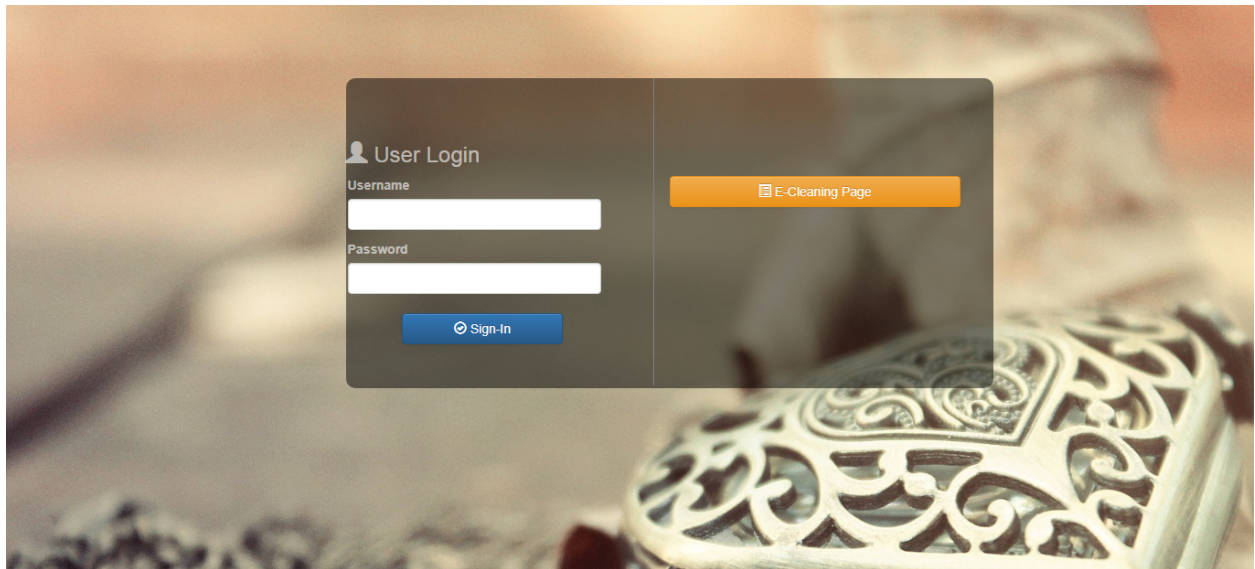 User Login
Username
Password
Sign-In
E-Cleaning Page